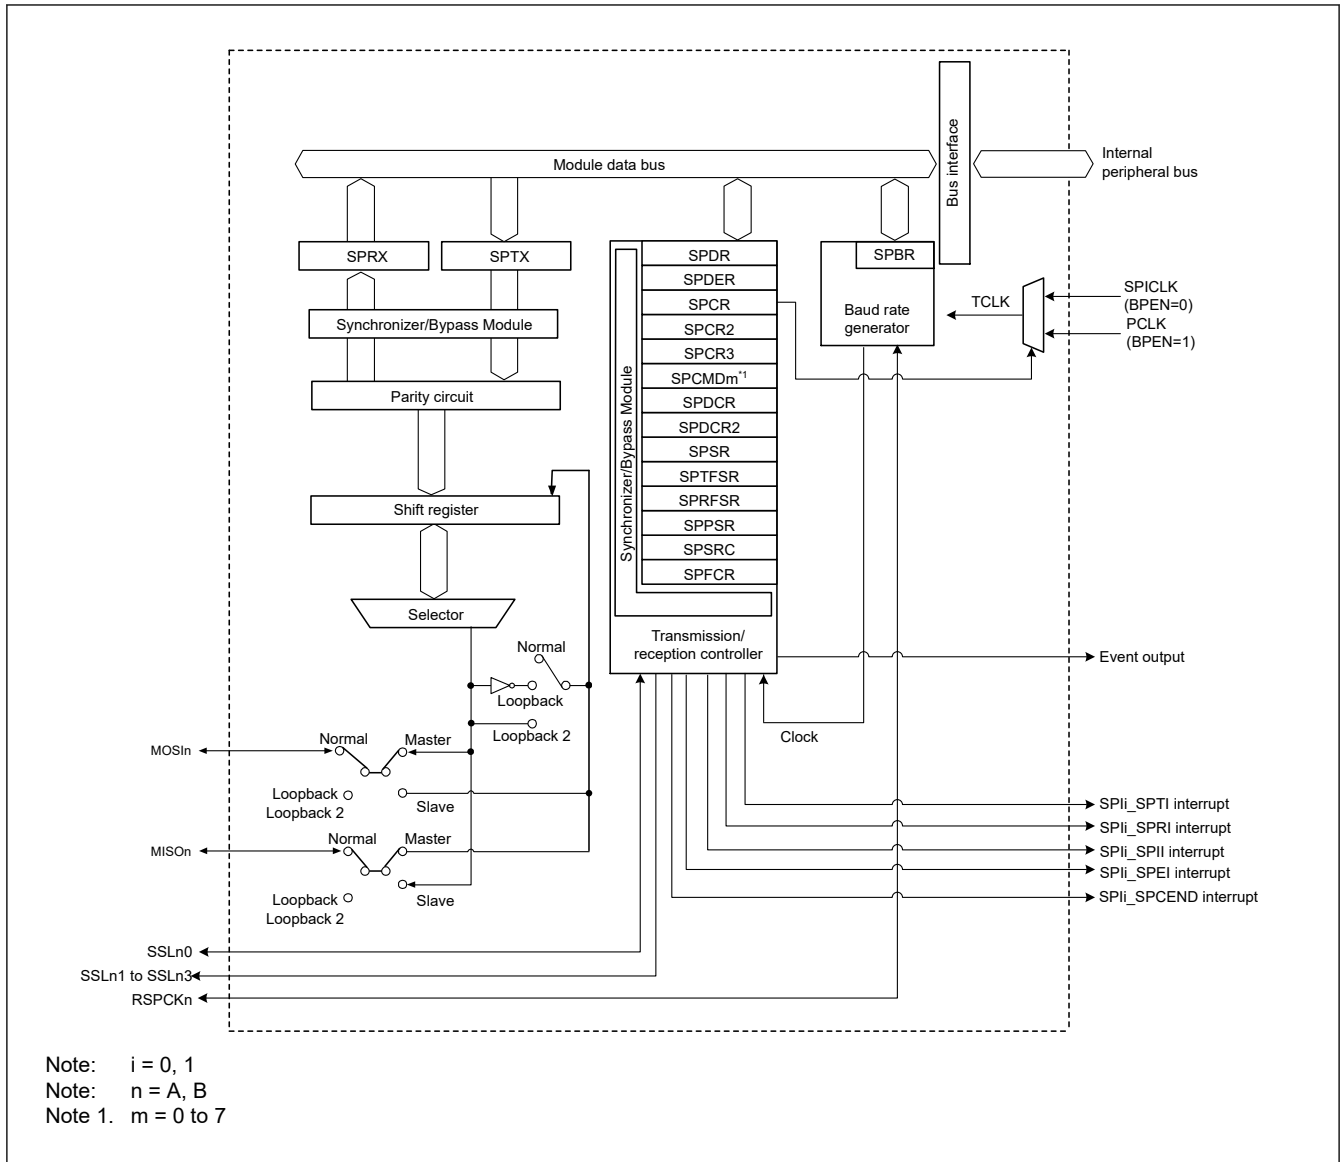 Bus interface
Module data bus
Internal
peripheral bus
SPRX
SPTX
Synchronizer/Bypass Module
Parity circuit
Shift register
Selector
Synchronizer/Bypass Module
SPDR
SPDER
SPCR
SPCR2
SPCR3
SPCMDm*1
SPDCR
SPDCR2
SPSR
SPTFSR
SPRFSR
SPPSR
SPSRC
SPFCR
Transmission/
reception controller
SPBR
Baud rate
generator
TCLK
SPICLK
(BPEN=0)
PCLK
(BPEN=1)
Normal
Loopback
Loopback 2
Clock
Event output
MOSIn
Normal
Master
Loopback
Loopback 2
Slave
MISOn
Normal
Master
Loopback
Loopback 2
Slave
SSLn0
SSLn1 to SSLn3
RSPCKn
SPIi_SPTI interrupt
SPIi_SPRI interrupt
SPIi_SPII interrupt
SPIi_SPEI interrupt
SPIi_SPCEND interrupt
Note: i = 0, 1
Note: n = A, B
Note 1. m = 0 to 7